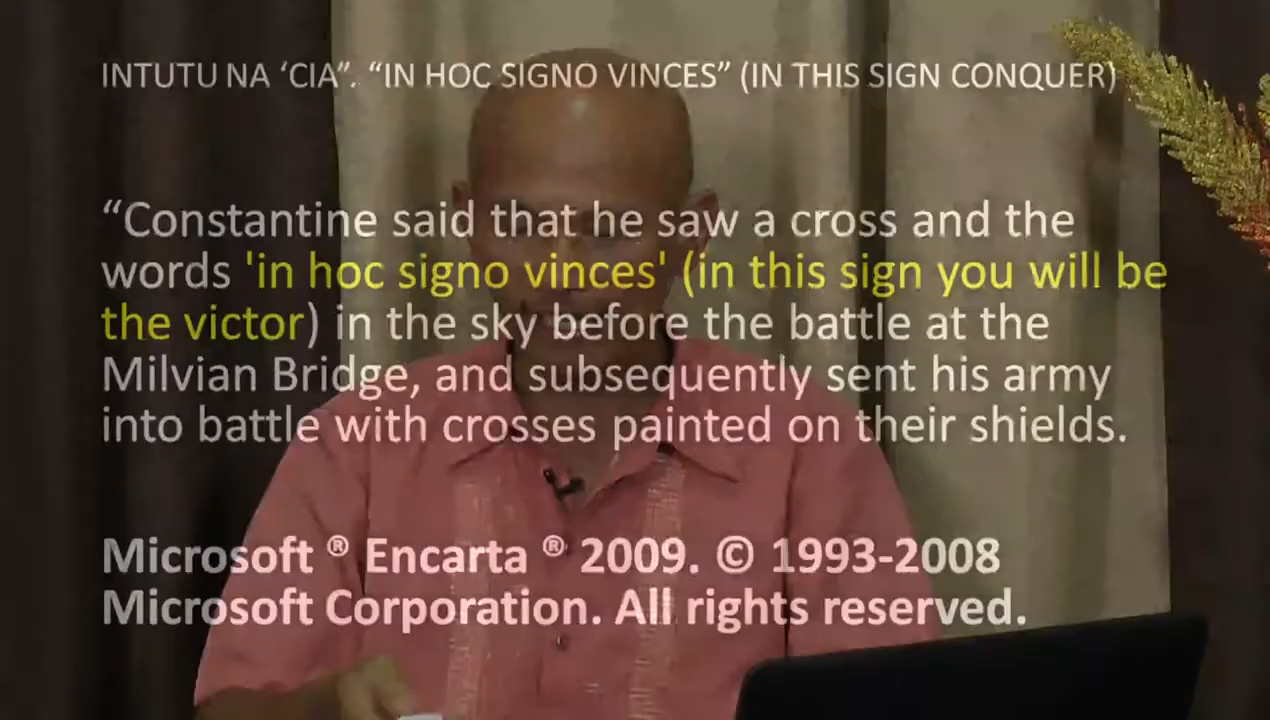 INTUTU NA ‘CIA”. “IN HOC SIGNO VINCES” (IN THIS SIGN CONQUER)
“Constantine said that he saw a cross and the
words 'in hoc signo vinces' (in this sign you will be
the victor) in the sky before the battle at the
Milvian Bridge, and subsequently sent his army
into battle with crosses painted on their shields.
Microsoft ® Encarta ® 2009. © 1993-2008
Microsoft Corporation. All rights reserved.